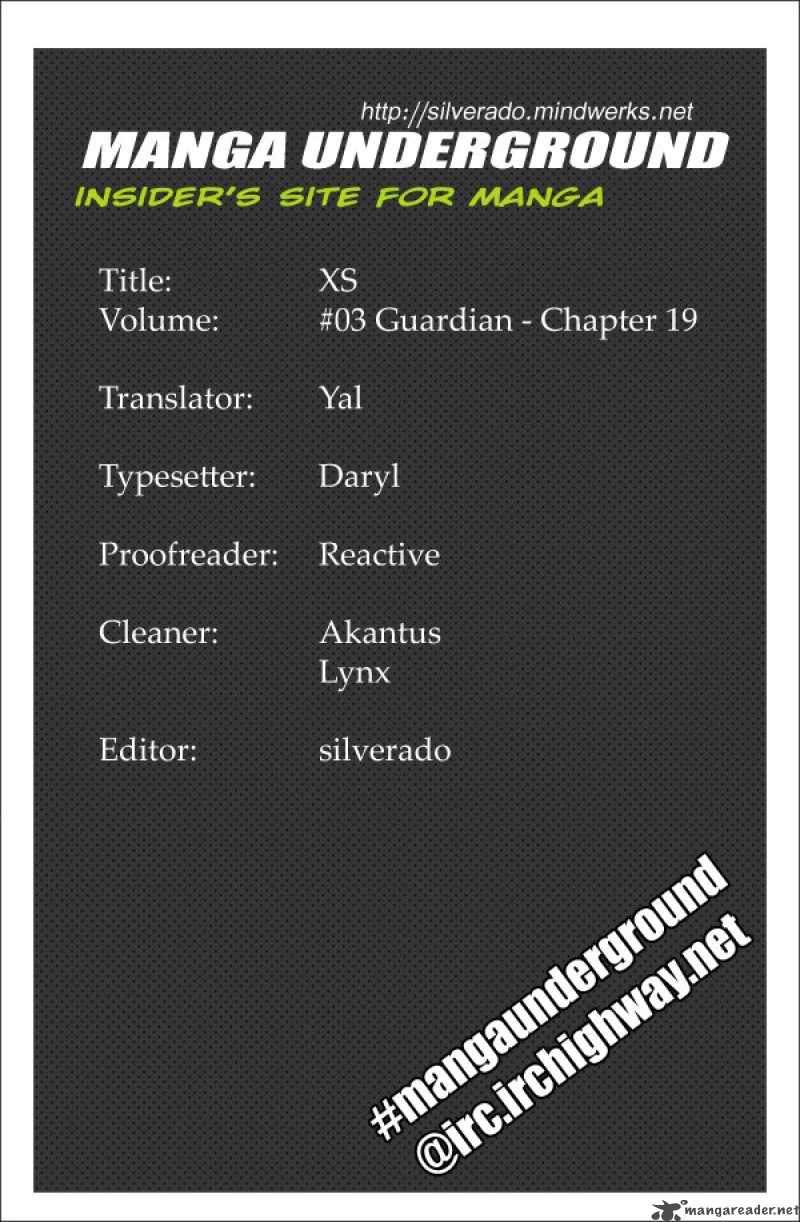 http://silverado.mindwerks.net
MANGA UNDERGROUND
INSIDER'S SITE FOR MANGA
Title: XS
Volume: #03 Guardian - Chapter 19
Translator: Yal
Typesetter: Daryl
Proofreader: Reactive
Cleaner: Akantus
Lynx
Editor: silverado
#mangaunderground
@irc.irchighway.net
mangareader.net